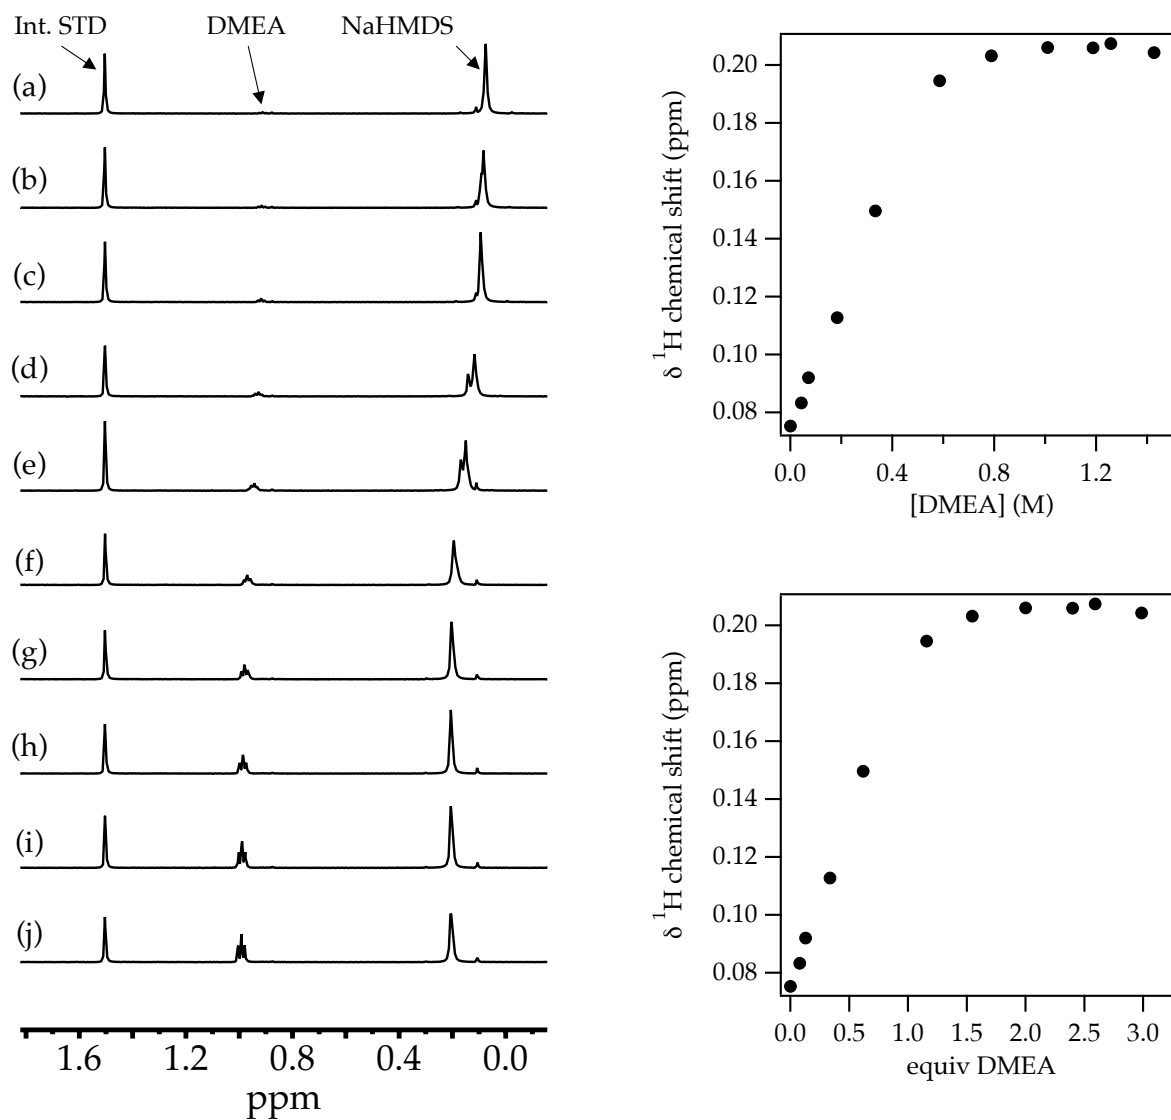 Int. STD DMEA NaHMDS
(a)
(b)
(c)
(d)
(e)
(f)
(g)
(h)
(i)
(j)
1.6 1.2 0.8 0.4 0.0
ppm
δ ¹H chemical shift (ppm)
0.20
0.18
0.16
0.14
0.12
0.10
0.08
0.0 0.4 0.8 1.2
[DMEA] (M)
δ ¹H chemical shift (ppm)
0.20
0.18
0.16
0.14
0.12
0.10
0.08
0.0 0.5 1.0 1.5 2.0 2.5 3.0
equiv DMEA